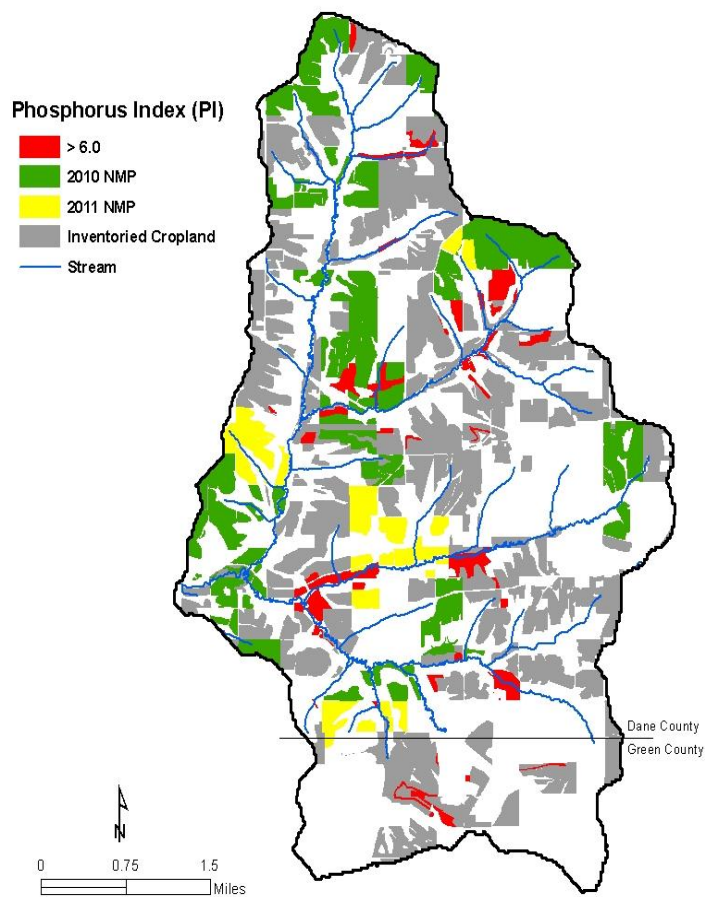 Phosphorus Index (PI)
> 6.0
2010 NMP
2011 NMP
Inventoried Cropland
Stream
Dane County
Green County
N
0 0.75 1.5
Miles